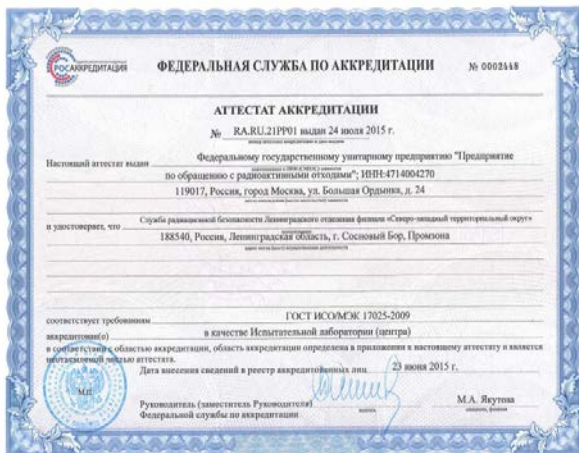 РОСАККРЕДИТАЦИЯ
ФЕДЕРАЛЬНАЯ СЛУЖБА ПО АККРЕДИТАЦИИ № 0002448
АТТЕСТАТ АККРЕДИТАЦИИ
№ RA.RU.21РР01 выдан 24 июля 2015 г.
Настоящий аттестат выдан Федеральному государственному унитарному предприятию "Предприятие
по обращению с радиоактивными отходами"; ИНН:4714004270
119017, Россия, город Москва, ул. Большая Ордынка, д. 24
и удостоверяет, что Служба радиационной безопасности Ленинградского отделения филиала «Северо-западный территориальный округ»
188540, Россия, Ленинградская область, г. Сосновый Бор, Промзона
соответствует требованиям ГОСТ ИСО/МЭК 17025-2009
аккредитован(о) в качестве Испытательной лаборатории (центра)
в соответствии с областью аккредитации, область аккредитации определена в приложении к настоящему аттестату и является
неотъемлемой частью аттестата.
Дата внесения сведений в реестр аккредитованных лиц 23 июня 2015 г.
М.П.
Руководитель (заместитель Руководителя) М.А. Якутова
Федеральной службы по аккредитации подпись инициалы, фамилия